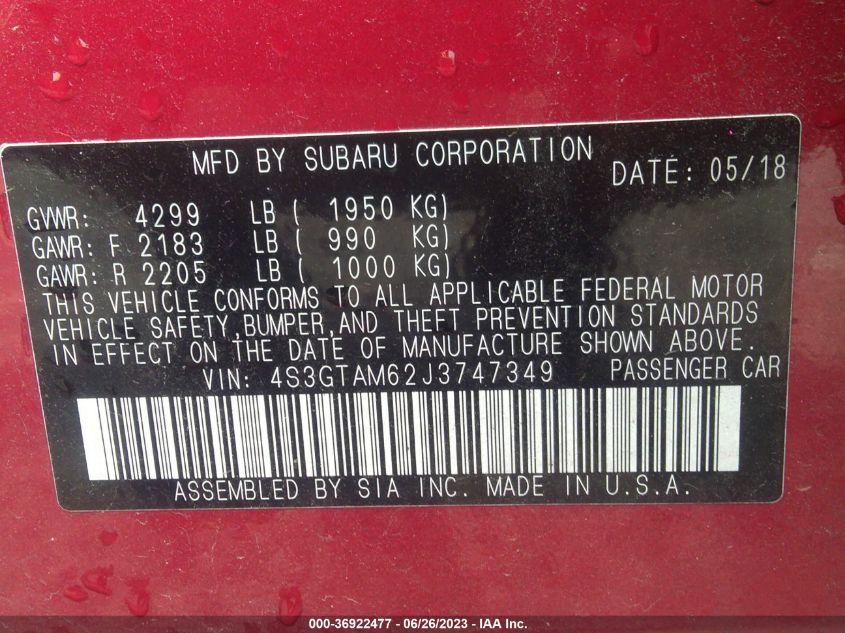 MFD BY SUBARU CORPORATION DATE: 05/18
GVWR: 4299 LB ( 1950 KG)
GAWR: F 2183 LB ( 990 KG)
GAWR: R 2205 LB ( 1000 KG)
THIS VEHICLE CONFORMS TO ALL APPLICABLE FEDERAL MOTOR
VEHICLE SAFETY,BUMPER,AND THEFT PREVENTION STANDARDS
IN EFFECT ON THE DATE OF MANUFACTURE SHOWN ABOVE.
VIN: 4S3GTAM62J3747349 PASSENGER CAR
ASSEMBLED BY SIA INC. MADE IN U.S.A.
000-36922477 - 06/26/2023 - IAA Inc.